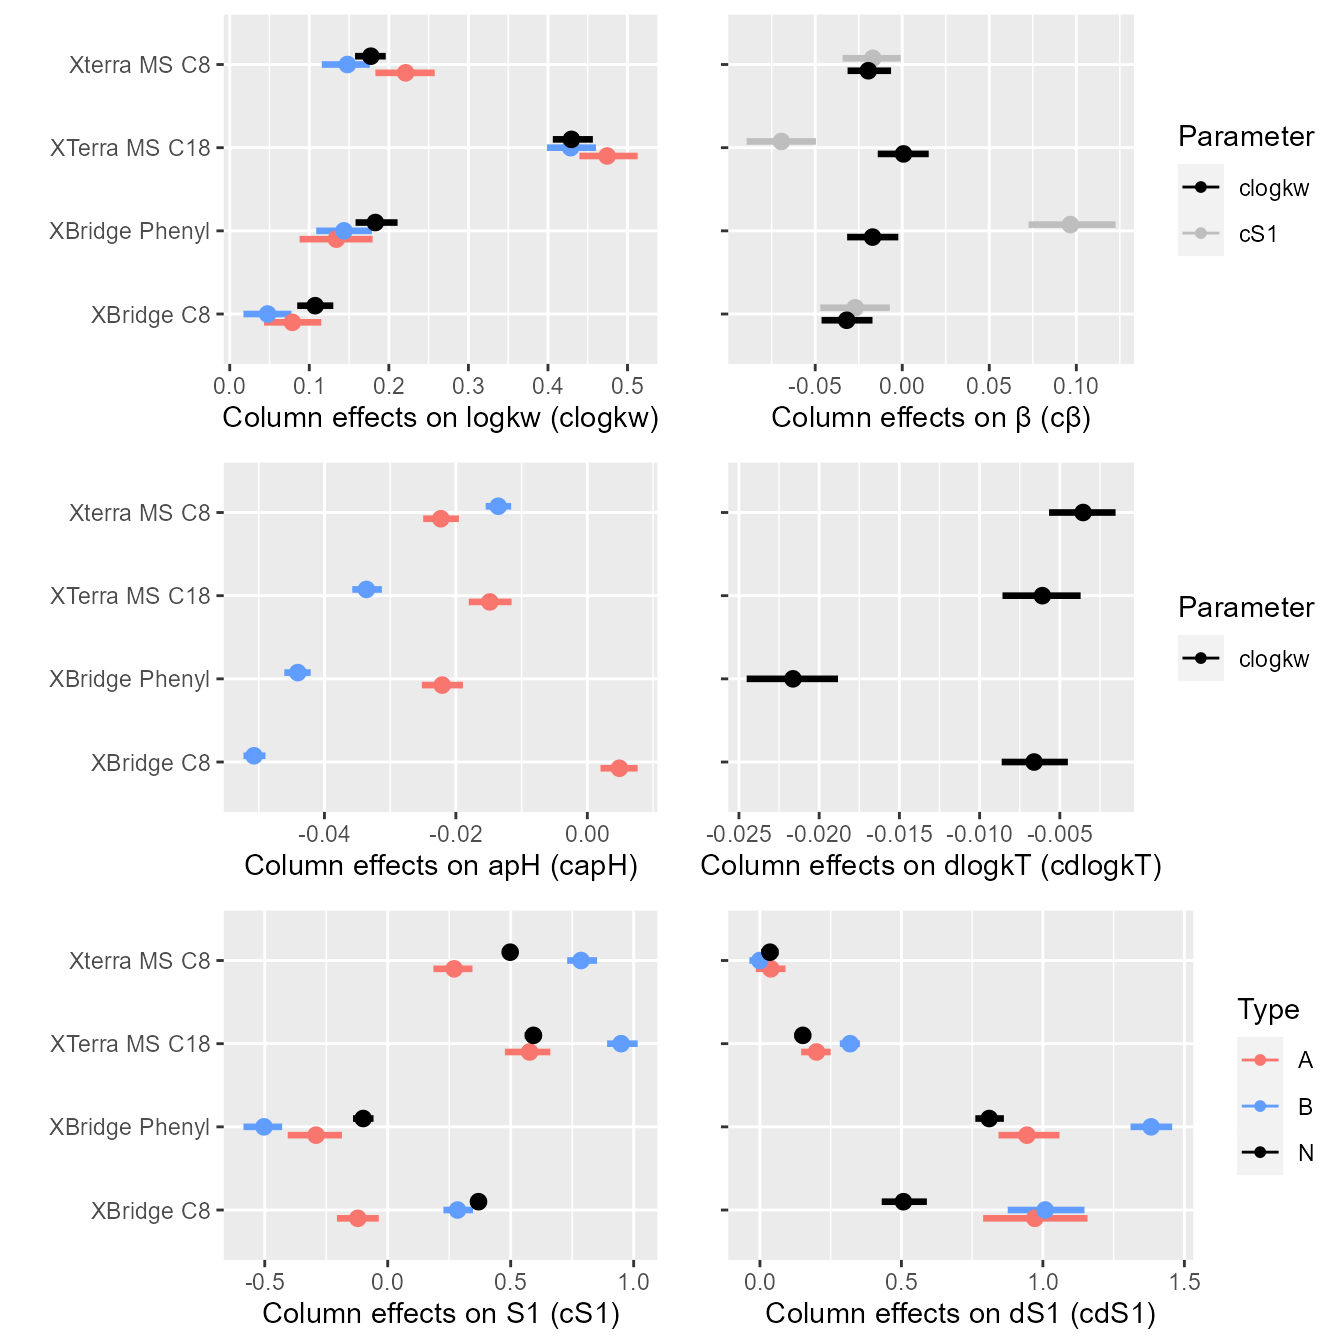 Xterra MS C8
XTerra MS C18
XBridge Phenyl
XBridge C8
0.0 0.1 0.2 0.3 0.4 0.5
Column effects on logkw (clogkw)
-0.05 0.00 0.05 0.10
Column effects on β (cβ)
Parameter
clogkw
cS1
Xterra MS C8
XTerra MS C18
XBridge Phenyl
XBridge C8
-0.04 -0.02 0.00
Column effects on apH (capH)
-0.025 -0.020 -0.015 -0.010 -0.005
Column effects on dlogkT (cdlogkT)
Parameter
clogkw
Xterra MS C8
XTerra MS C18
XBridge Phenyl
XBridge C8
-0.5 0.0 0.5 1.0
Column effects on S1 (cS1)
0.0 0.5 1.0 1.5
Column effects on dS1 (cdS1)
Type
A
B
N